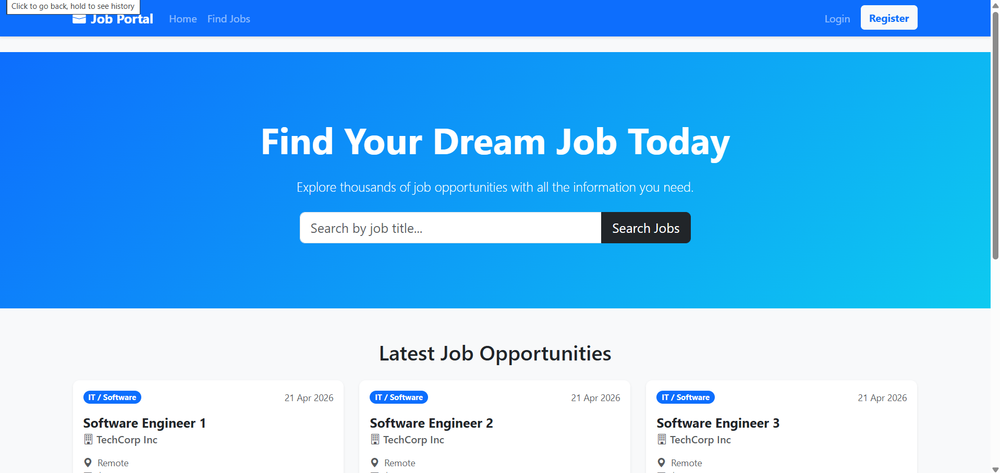 Click to go back, hold to see history
Job Portal
Home
Find Jobs
Login
Register
Find Your Dream Job Today
Explore thousands of job opportunities with all the information you need.
Search by job title...
Search Jobs
Latest Job Opportunities
IT / Software
21 Apr 2026
Software Engineer 1
TechCorp Inc
Remote
IT / Software
21 Apr 2026
Software Engineer 2
TechCorp Inc
Remote
IT / Software
21 Apr 2026
Software Engineer 3
TechCorp Inc
Remote